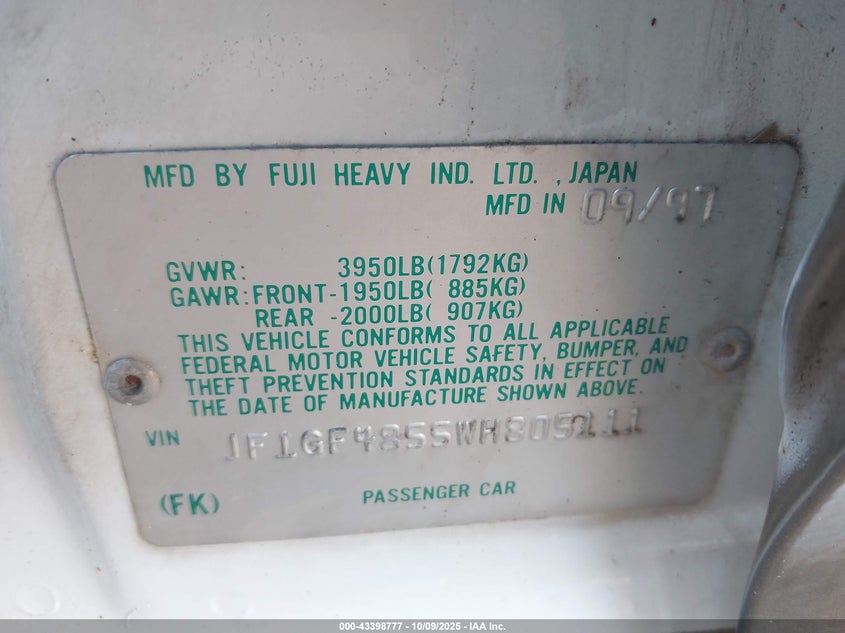 MFD BY FUJI HEAVY IND. LTD. , JAPAN
MFD IN 09/97
GVWR: 3950LB(1792KG)
GAWR:FRONT-1950LB( 885KG)
REAR -2000LB( 907KG)
THIS VEHICLE CONFORMS TO ALL APPLICABLE
FEDERAL MOTOR VEHICLE SAFETY, BUMPER, AND
THEFT PREVENTION STANDARDS IN EFFECT ON
THE DATE OF MANUFACTURE SHOWN ABOVE.
VIN JF1GF4855WH805111
(FK) PASSENGER CAR
000-43398777 - 10/09/2025 - IAA Inc.